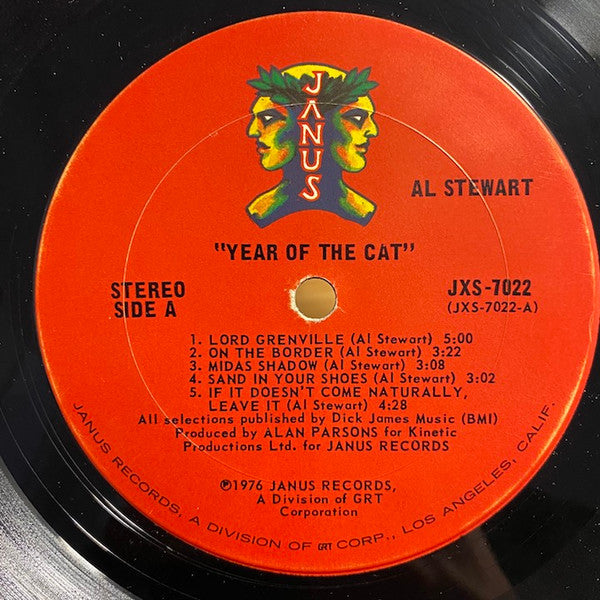 JANUS
AL STEWART
"YEAR OF THE CAT"
STEREO
SIDE A
JXS-7022
(JXS-7022-A)
1. LORD GRENVILLE (Al Stewart) 5:00
2. ON THE BORDER (Al Stewart) 3:22
3. MIDAS SHADOW (Al Stewart) 3:08
4. SAND IN YOUR SHOES (Al Stewart) 3:02
5. IF IT DOESN'T COME NATURALLY,
LEAVE IT (Al Stewart) 4:28
All selections published by Dick James Music (BMI)
Produced by ALAN PARSONS for Kinetic
Productions Ltd. for JANUS RECORDS
℗1976 JANUS RECORDS,
A Division of GRT
Corporation
JANUS RECORDS, A DIVISION OF GRT CORP., LOS ANGELES, CALIF.